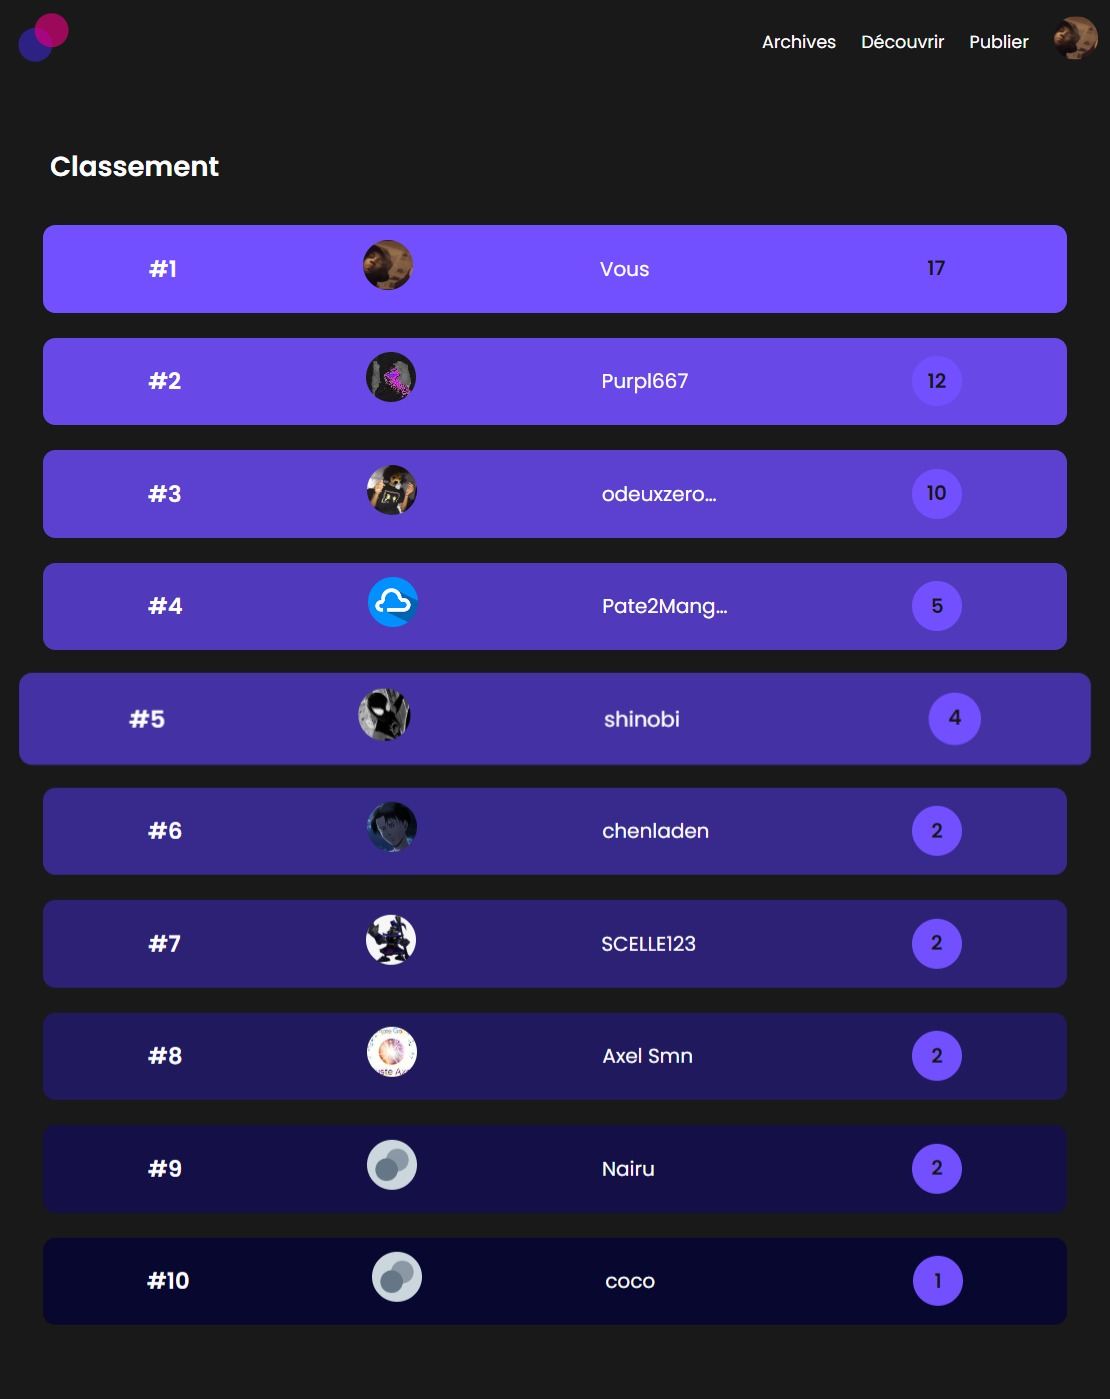 Archives Découvrir Publier
Classement
#1 Vous 17
#2 Purpl667 12
#3 odeuxzero... 10
#4 Pate2Mang... 5
#5 shinobi 4
#6 chenladen 2
#7 SCELLE123 2
#8 Axel Smn 2
#9 Nairu 2
#10 coco 1